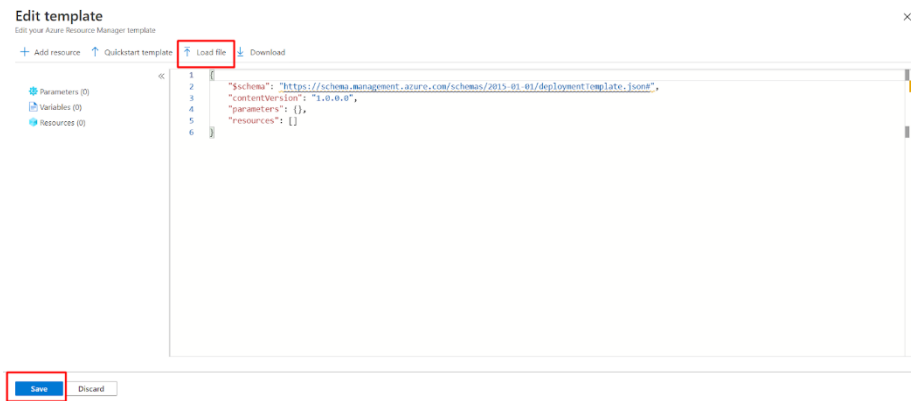 Edit template
Edit your Azure Resource Manager template
Add resource Quickstart template Load file Download
Parameters (0)
Variables (0)
Resources (0)
1 {
2 "$schema": "https://schema.management.azure.com/schemas/2015-01-01/deploymentTemplate.json#",
3 "contentVersion": "1.0.0.0",
4 "parameters": {},
5 "resources": []
6 }
Save Discard